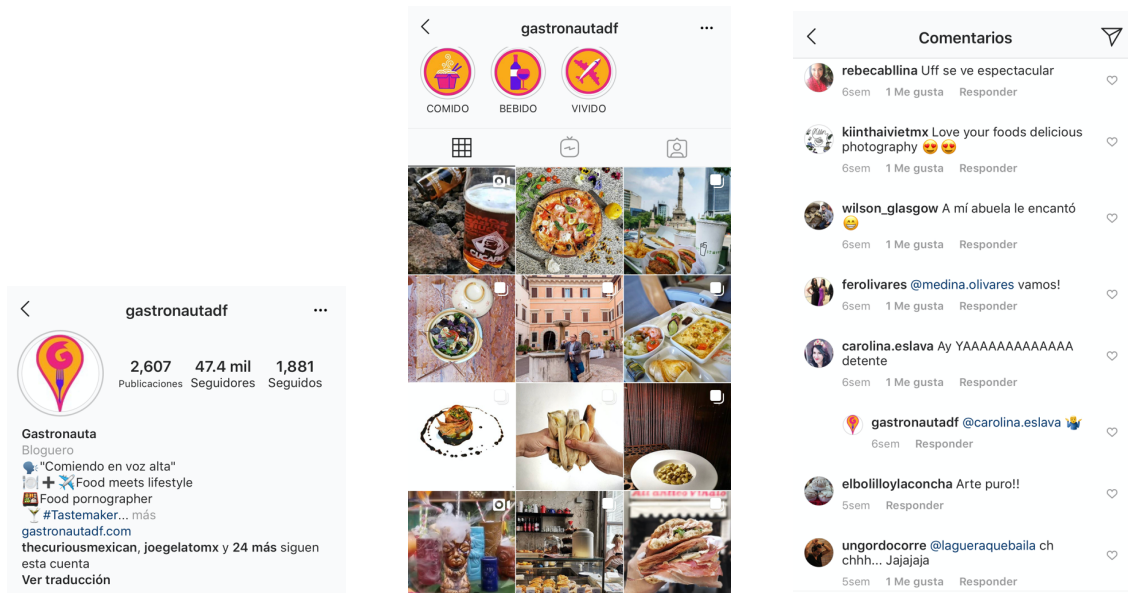 gastronautadf
2,607
47.4 mil
1,881
Publicaciones
Seguidores
Seguidos
Gastronauta
Bloguero
"Comiendo en voz alta"
Food meets lifestyle
Food pornographer
#Tastemaker... más
gastronautadf.com
thecuriousmexican, joegelatomx y 24 más siguen
esta cuenta
Ver traducción
gastronautadf
COMIDO
BEBIDO
VIVIDO
CUCAPÁ
Comentarios
rebecabllina Uff se ve espectacular
6sem 1 Me gusta Responder
kiinthaivietmx Love your foods delicious
photography 😍 😍
6sem 1 Me gusta Responder
wilson_glasgow A mí abuela le encantó
😁
6sem 1 Me gusta Responder
ferolivares @medina.olivares vamos!
6sem 1 Me gusta Responder
carolina.eslava Ay YAAAAAAAAAAAAA
detente
6sem 1 Me gusta Responder
gastronautadf @carolina.eslava 🤷‍♂️
6sem Responder
elbolilloylaconcha Arte puro!!
5sem Responder
ungordocorre @lagueraquebaila ch
chhh... Jajajaja
5sem 1 Me gusta Responder